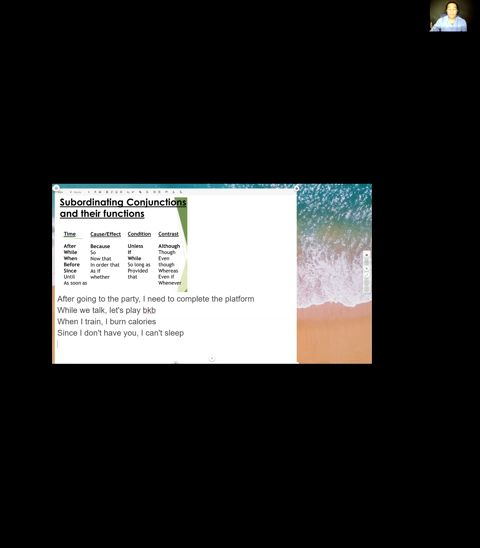 Subordinating Conjunctions
and their functions
Time Cause/Effect Condition Contrast
After Because Unless Although
While So If Though
When Now that While Even
Before In order that So long as though
Since As if Provided Whereas
Until whether that Even if
As soon as Whenever
After going to the party, I need to complete the platform
While we talk, let's play bkb
When I train, I burn calories
Since I don't have you, I can't sleep